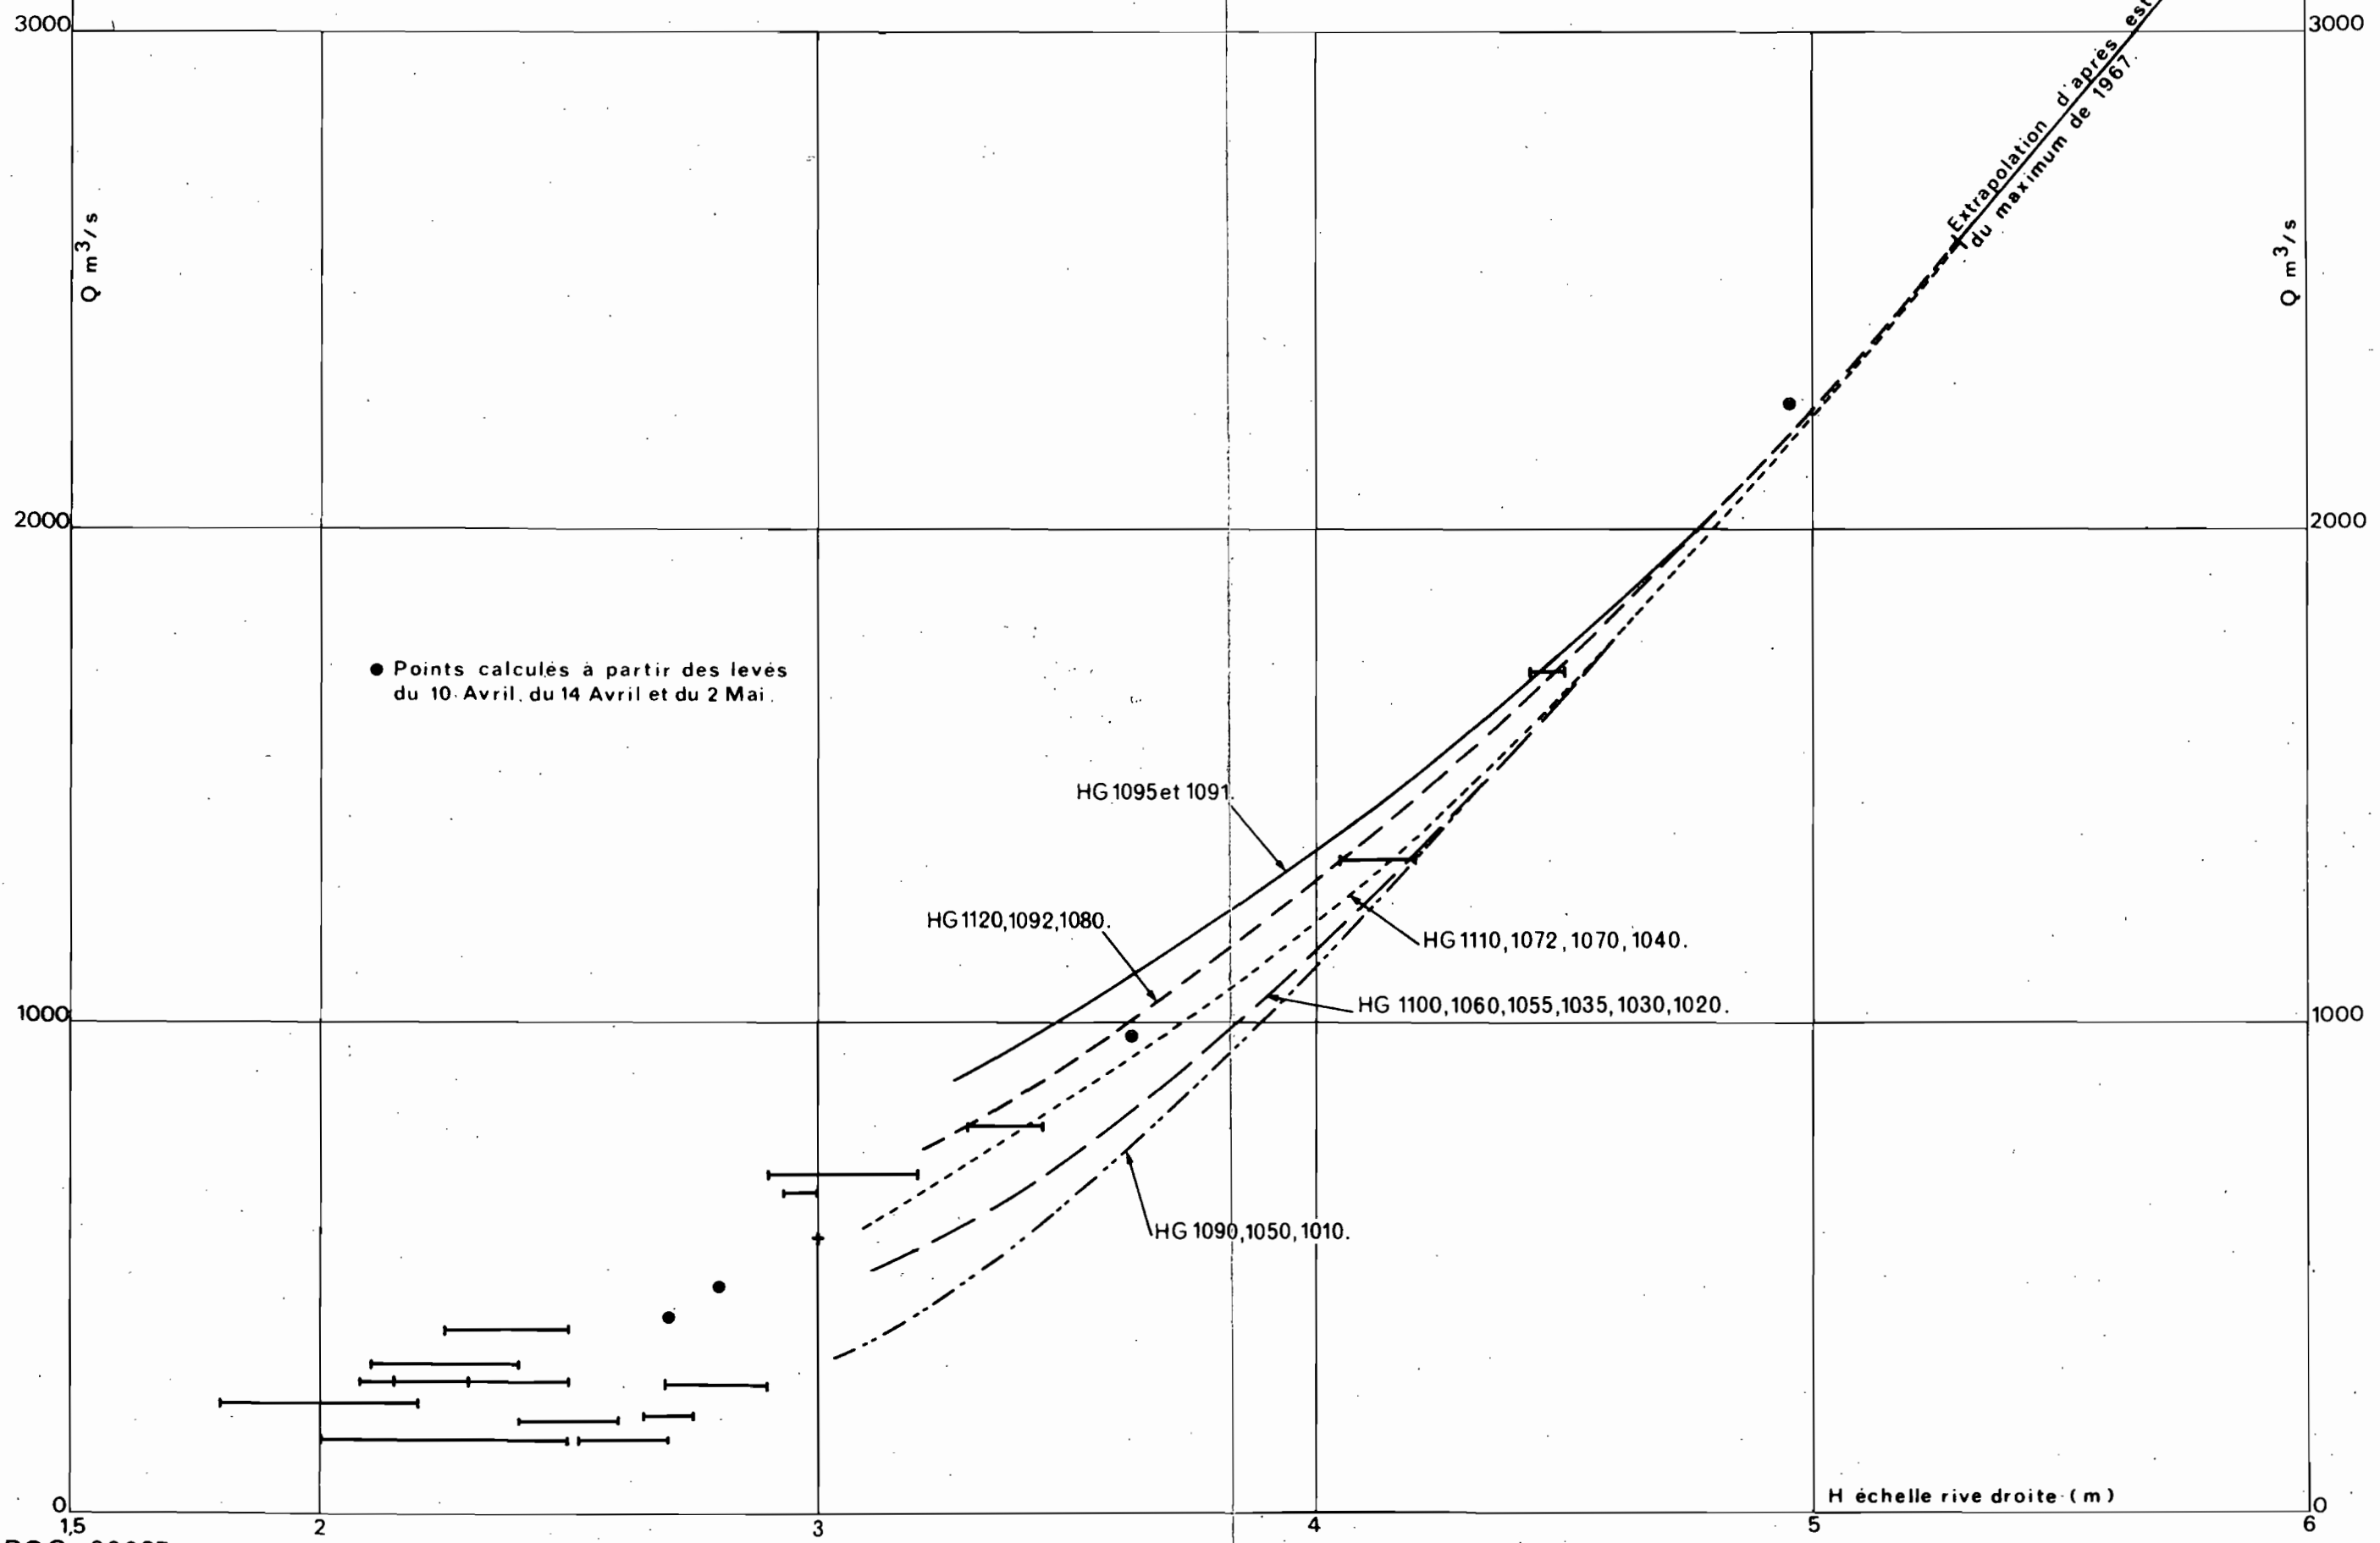 3000
3000
Extrapolation d'après est
du maximum de 1967.
Q m³/s
Q m³/s
2000
2000
● Points calculés à partir des levés
du 10. Avril. du 14 Avril et du 2 Mai.
HG 1095 et 1091.
HG 1120, 1092, 1080.
HG 1110, 1072, 1070, 1040.
HG 1100, 1060, 1055, 1035, 1030, 1020.
1000
1000
HG 1090, 1050, 1010.
H échelle rive droite (m)
0
0
1,5
2
3
4
5
6